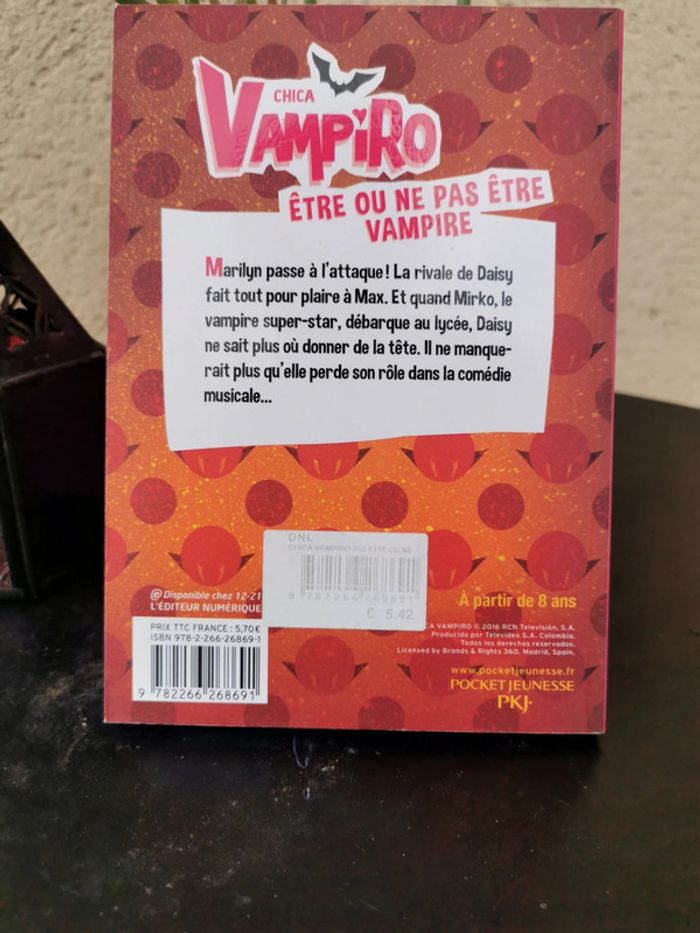 CHICA
VAMPiRO
ÊTRE OU NE PAS ÊTRE
VAMPIRE
Marilyn passe à l'attaque! La rivale de Daisy
fait tout pour plaire à Max. Et quand Mirko, le
vampire super-star, débarque au lycée, Daisy
ne sait plus où donner de la tête. Il ne manque-
rait plus qu'elle perde son rôle dans la comédie
musicale...
DNL
CHICA VAMPIRO ETRE OU NE
9 782266 268691
€ 5.42
@ Disponible chez 12-21
L'ÉDITEUR NUMÉRIQUE
À partir de 8 ans
PRIX TTC FRANCE : 5,70€
ISBN 978-2-266-26869-1
9 782266 268691
CA VAMPIRO © 2016 RCN Televisión, S.A.
Producido por Televideo S.A. Colombia.
Todos los derechos reservados.
Licensed by Brands & Rights 360, Madrid, Spain.
www.pocketjeunesse.fr
POCKET JEUNESSE
PKJ·